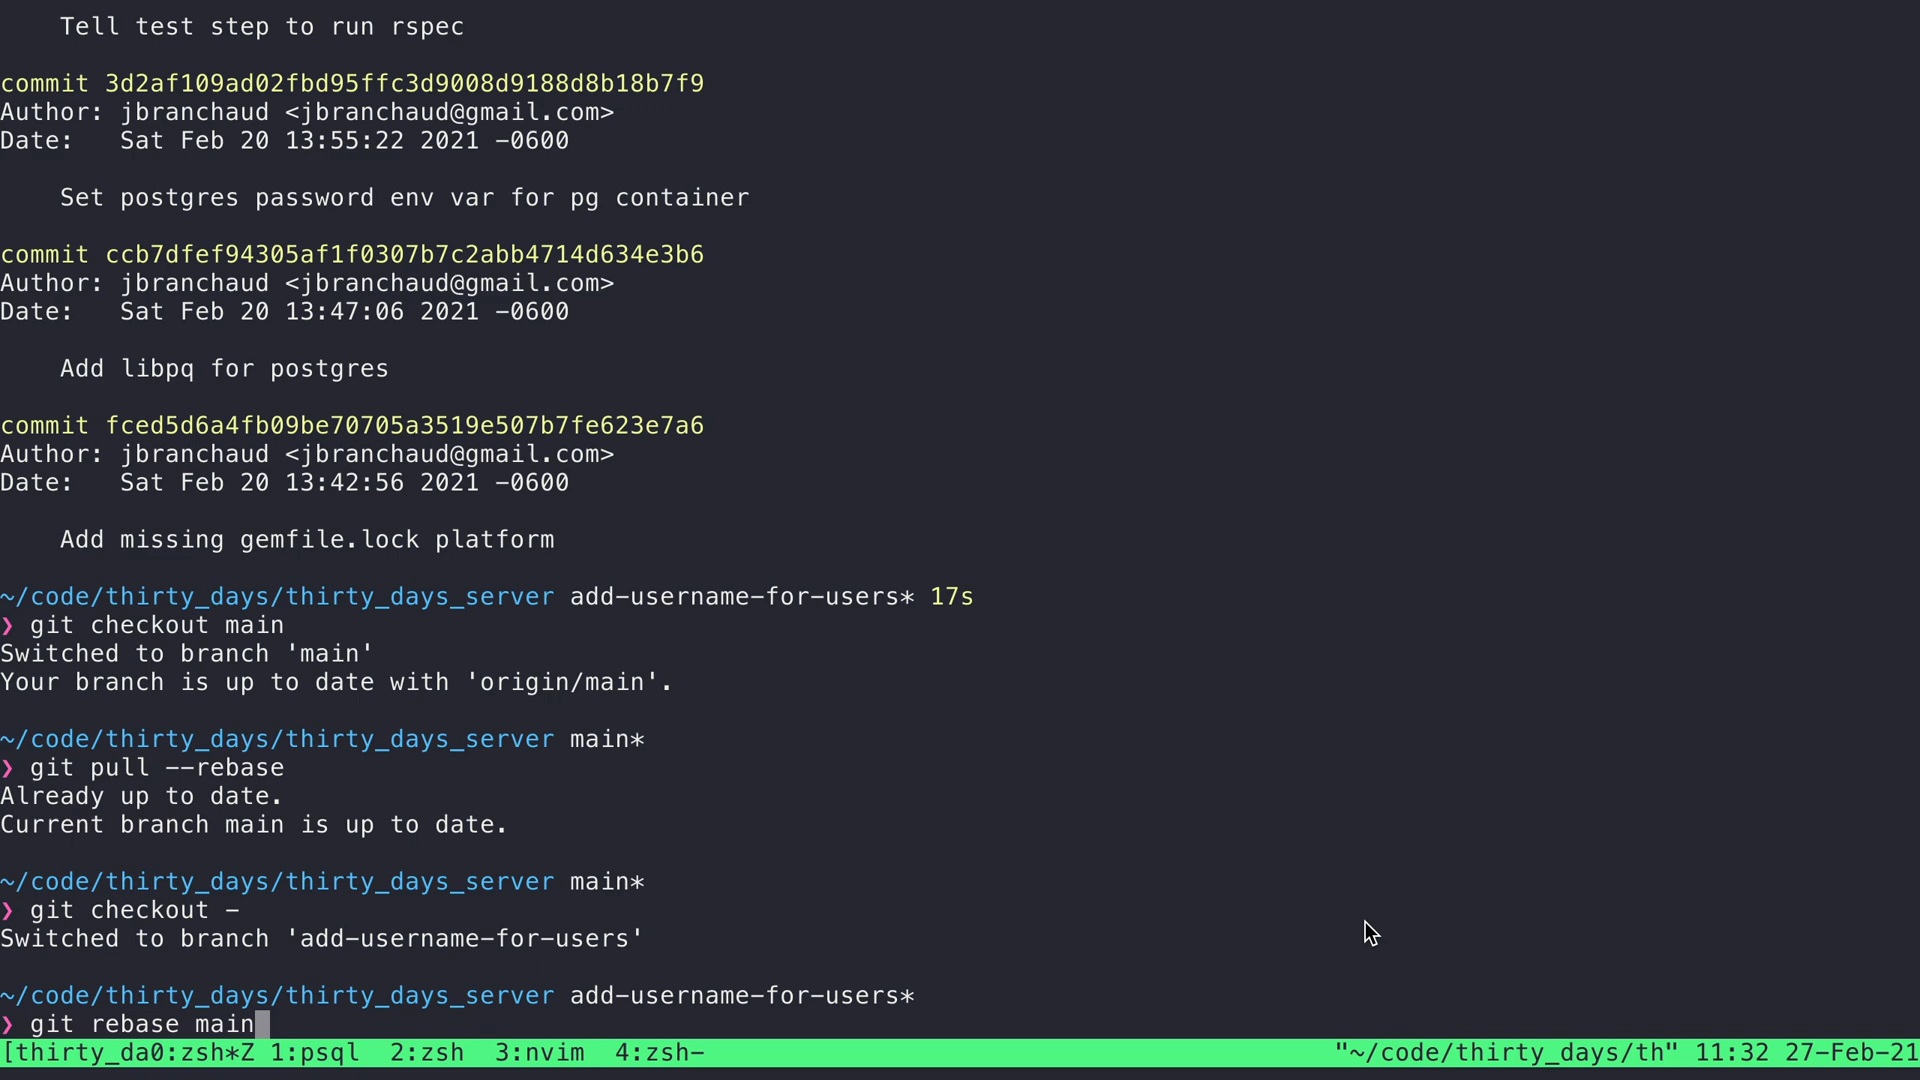 Tell test step to run rspec
commit 3d2af109ad02fbd95ffc3d9008d9188d8b18b7f9
Author: jbranchaud <jbranchaud@gmail.com>
Date:   Sat Feb 20 13:55:22 2021 -0600
Set postgres password env var for pg container
commit ccb7dfef94305af1f0307b7c2abb4714d634e3b6
Author: jbranchaud <jbranchaud@gmail.com>
Date:   Sat Feb 20 13:47:06 2021 -0600
Add libpq for postgres
commit fced5d6a4fb09be70705a3519e507b7fe623e7a6
Author: jbranchaud <jbranchaud@gmail.com>
Date:   Sat Feb 20 13:42:56 2021 -0600
Add missing gemfile.lock platform
~/code/thirty_days/thirty_days_server add-username-for-users* 17s
❯ git checkout main
Switched to branch 'main'
Your branch is up to date with 'origin/main'.
~/code/thirty_days/thirty_days_server main*
❯ git pull --rebase
Already up to date.
Current branch main is up to date.
~/code/thirty_days/thirty_days_server main*
❯ git checkout -
Switched to branch 'add-username-for-users'
~/code/thirty_days/thirty_days_server add-username-for-users*
❯ git rebase main
[thirty_da0:zsh*Z 1:psql  2:zsh  3:nvim  4:zsh- "~/code/thirty_days/th" 11:32 27-Feb-21